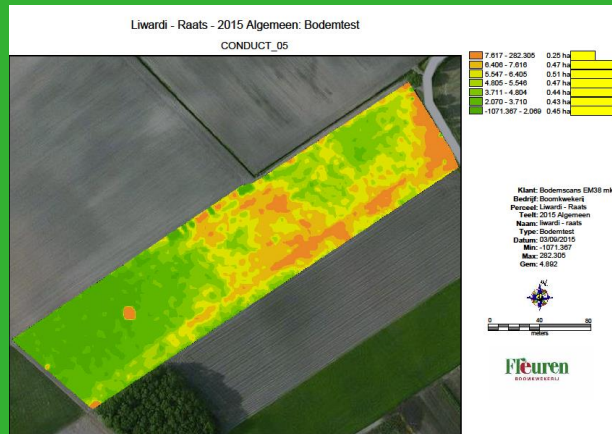 Liwardi - Raats - 2015 Algemeen: Bodemtest
CONDUCT_05
7.617 - 282.305 0.25 ha
6.406 - 7.616 0.47 ha
5.547 - 6.405 0.51 ha
4.805 - 5.546 0.47 ha
3.711 - 4.804 0.44 ha
2.070 - 3.710 0.43 ha
-1071.367 - 2.069 0.45 ha
Klant: Bodemscans EM38 mk
Bedrijf: Boomkwekerij
Perceel: Liwardi - Raats
Teelt: 2015 Algemeen
Naam: liwardi - raats
Type: Bodemtest
Datum: 03/09/2015
Min: -1071.367
Max: 282.305
Gem: 4.892
N
0 40 80
meters
Fleuren
BOOMKWEKERIJ